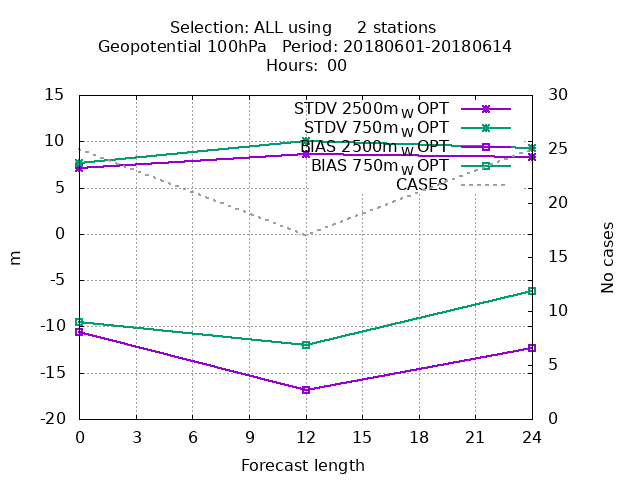 Selection: ALL using 2 stations
Geopotential 100hPa Period: 20180601-20180614
Hours: 00
15
10
5
0
-5
-10
-15
-20
30
25
20
15
10
5
0
0 3 6 9 12 15 18 21 24
m
No cases
Forecast length
STDV 2500m_W OPT
STDV 750m_W OPT
BIAS 2500m_W OPT
BIAS 750m_W OPT
CASES